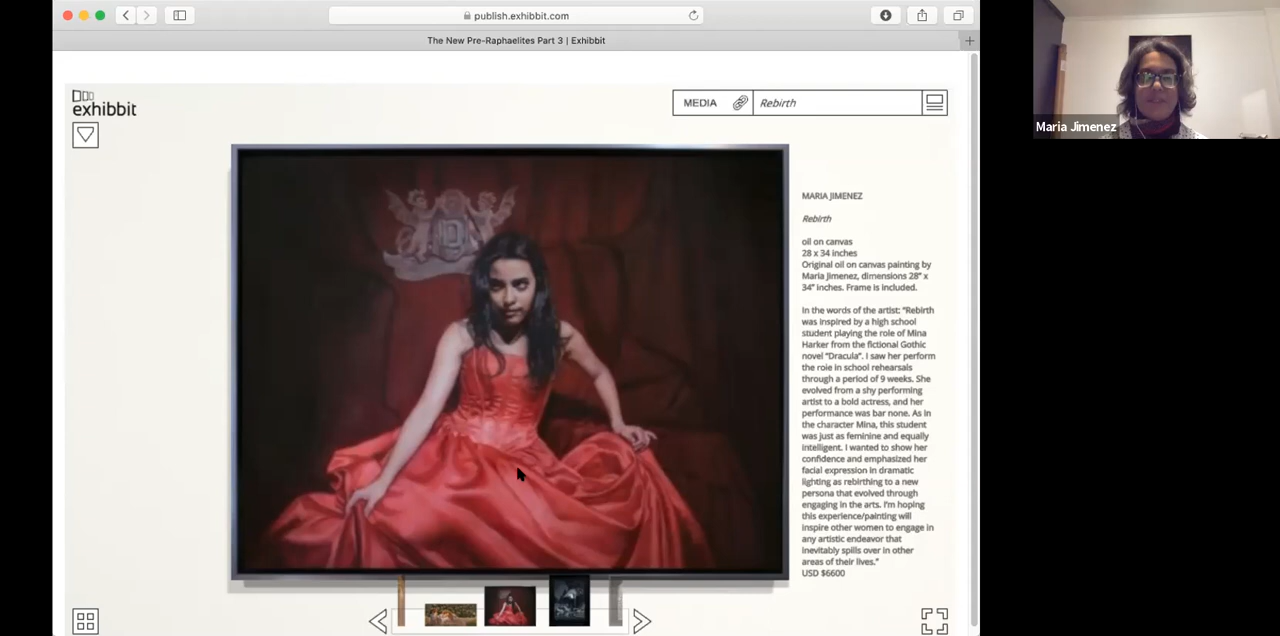 publish.exhibbit.com
The New Pre-Raphaelites Part 3 | Exhibbit
exhibbit
MEDIA
Rebirth
D
MARIA JIMENEZ
Rebirth
oil on canvas
28 x 34 inches
Original oil on canvas painting by
Maria Jimenez, dimensions 28" x
34" inches. Frame is included.
In the words of the artist; "Rebirth
was inspired by a high school
student playing the role of Mina
Harker from the fictional Gothic
novel "Dracula". I saw her perform
the role in school rehearsals
through a period of 9 weeks. She
evolved from a shy performing
artist to a bold actress, and her
performance was bar none. As in
the character Mina, this student
was just as feminine and equally
intelligent. I wanted to show her
confidence and emphasized her
facial expression in dramatic
lighting as rebirthing to a new
persona that evolved through
engaging in the arts. I'm hoping
this experience/painting will
inspire other women to engage in
any artistic endeavor that
inevitably spills over in other
areas of their lives."
USD $6600
Maria Jimenez